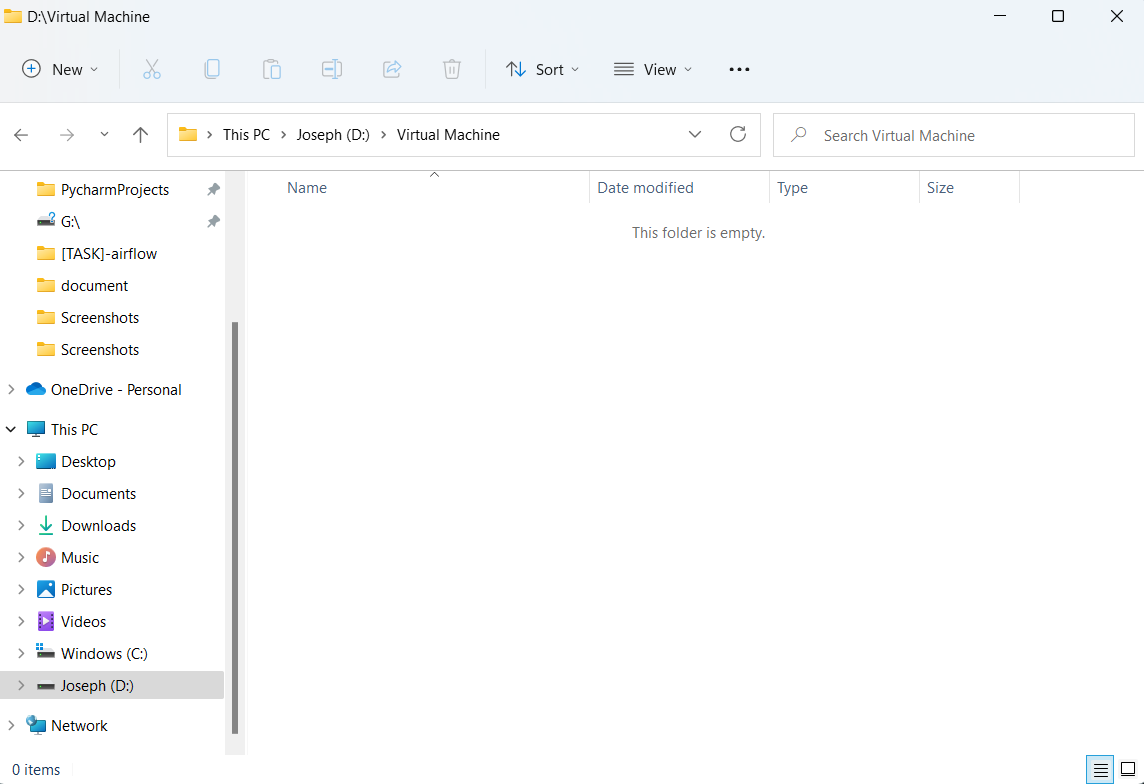 D:\Virtual Machine
New
Sort
View
This PC > Joseph (D:) > Virtual Machine
Search Virtual Machine
PycharmProjects
G:\
[TASK]-airflow
document
Screenshots
Screenshots
OneDrive - Personal
This PC
Desktop
Documents
Downloads
Music
Pictures
Videos
Windows (C:)
Joseph (D:)
Network
Name Date modified Type Size
This folder is empty.
0 items